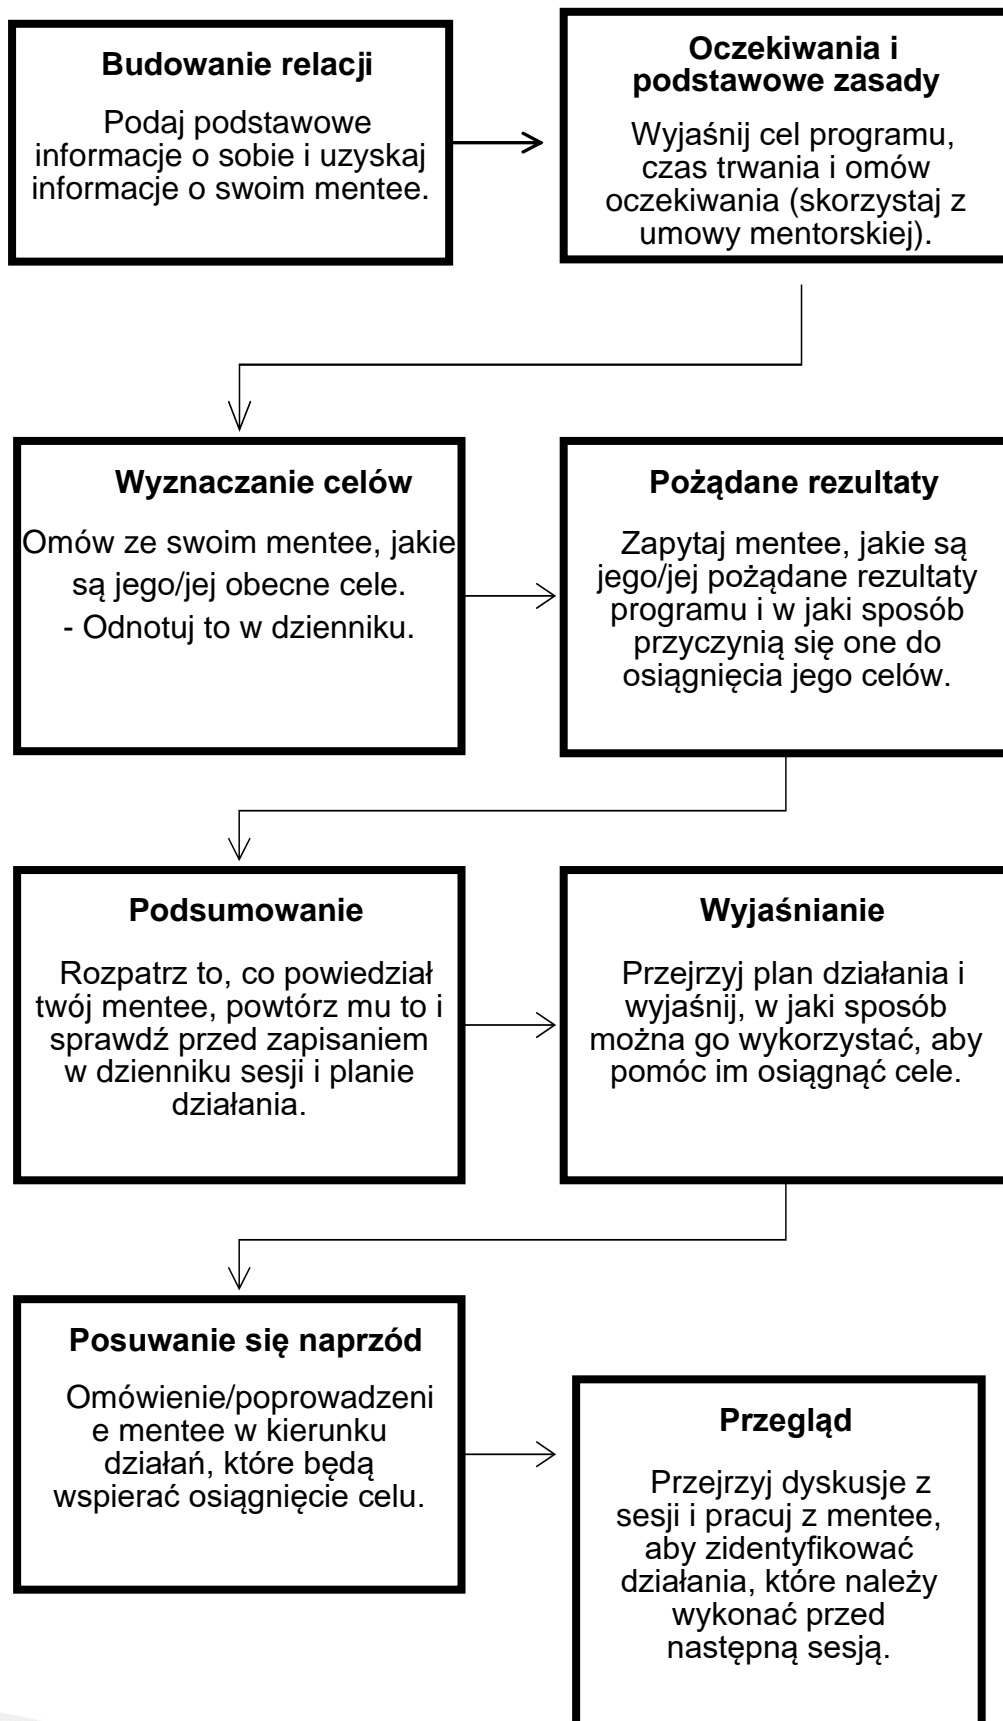 Budowanie relacji
Podaj podstawowe
informacje o sobie i uzyskaj
informacje o swoim mentee.
Oczekiwania i
podstawowe zasady
Wyjaśnij cel programu,
czas trwania i omów
oczekiwania (skorzystaj z
umowy mentorskiej).
Wyznaczanie celów
Omów ze swoim mentee, jakie
są jego/jej obecne cele.
- Odnotuj to w dzienniku.
Pożądane rezultaty
Zapytaj mentee, jakie są
jego/jej pożądane rezultaty
programu i w jaki sposób
przyczynią się one do
osiągnięcia jego celów.
Podsumowanie
Rozpatrz to, co powiedział
twój mentee, powtórz mu to i
sprawdź przed zapisaniem
w dzienniku sesji i planie
działania.
Wyjaśnianie
Przejrzyj plan działania i
wyjaśnij, w jaki sposób
można go wykorzystać, aby
pomóc im osiągnąć cele.
Posuwanie się naprzód
Omówienie/poprowadzeni
e mentee w kierunku
działań, które będą
wspierać osiągnięcie celu.
Przegląd
Przejrzyj dyskusje z
sesji i pracuj z mentee,
aby zidentyfikować
działania, które należy
wykonać przed
następną sesją.